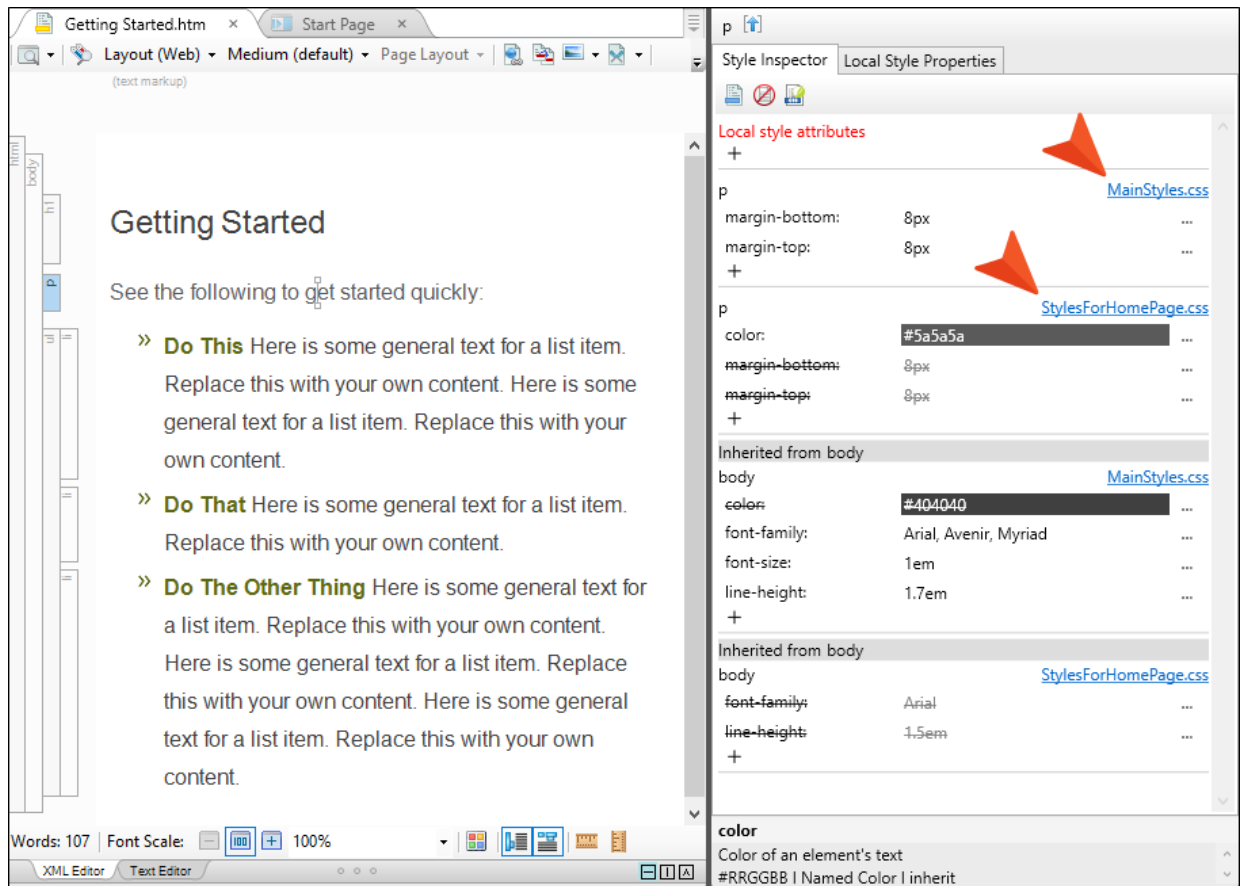 Getting Started.htm × Start Page ×
Layout (Web) Medium (default) Page Layout
(text markup)
html
body
h1
p
ul
li
li
li
Getting Started
See the following to get started quickly:
» Do This Here is some general text for a list item.
Replace this with your own content. Here is some
general text for a list item. Replace this with your
own content.
» Do That Here is some general text for a list item.
Replace this with your own content.
» Do The Other Thing Here is some general text for
a list item. Replace this with your own content.
Here is some general text for a list item. Replace
this with your own content. Here is some general
text for a list item. Replace this with your own
content.
Words: 107 Font Scale: 100 100%
XML Editor Text Editor
p
Style Inspector Local Style Properties
Local style attributes
+
p MainStyles.css
margin-bottom: 8px ...
margin-top: 8px ...
+
p StylesForHomePage.css
color: #5a5a5a ...
margin-bottom: 8px ...
margin-top: 8px ...
+
Inherited from body
body MainStyles.css
color: #404040 ...
font-family: Arial, Avenir, Myriad ...
font-size: 1em ...
line-height: 1.7em ...
+
Inherited from body
body StylesForHomePage.css
font-family: Arial ...
line-height: 1.5em ...
+
color
Color of an element's text
#RRGGBB | Named Color | inherit